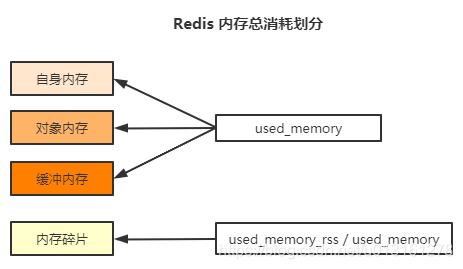 Redis 内存总消耗划分
自身内存
对象内存
used_memory
缓冲内存
内存碎片
used_memory_rss / used_memory